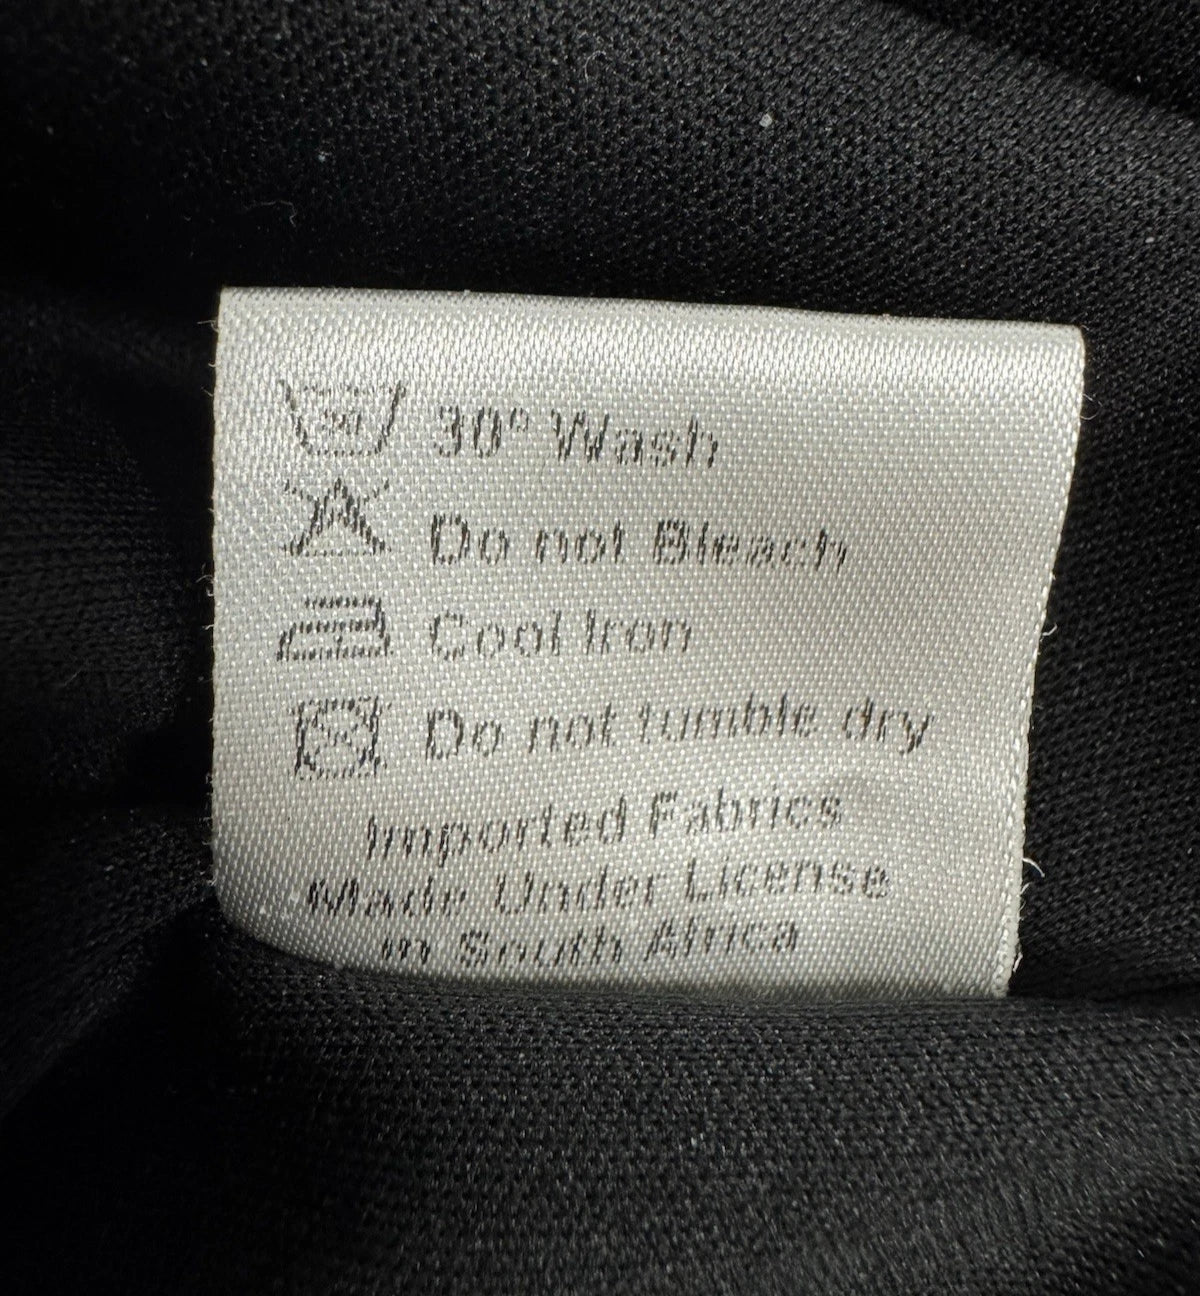 30° Wash
Do not Bleach
Cool Iron
Do not tumble dry
Imported Fabrics
Made Under License
in South Africa